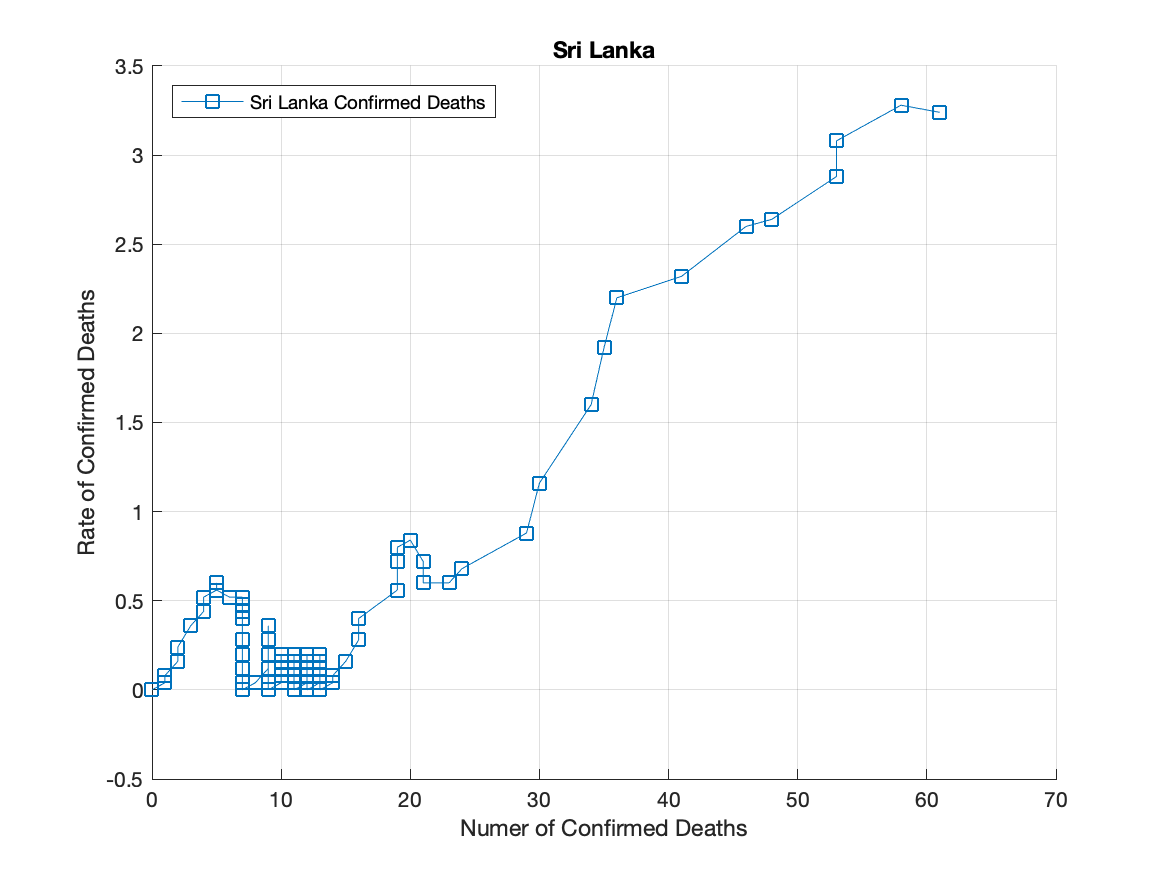 Sri Lanka
Sri Lanka Confirmed Deaths
3.5
3
2.5
2
1.5
1
0.5
0
-0.5
Rate of Confirmed Deaths
0 10 20 30 40 50 60 70
Numer of Confirmed Deaths